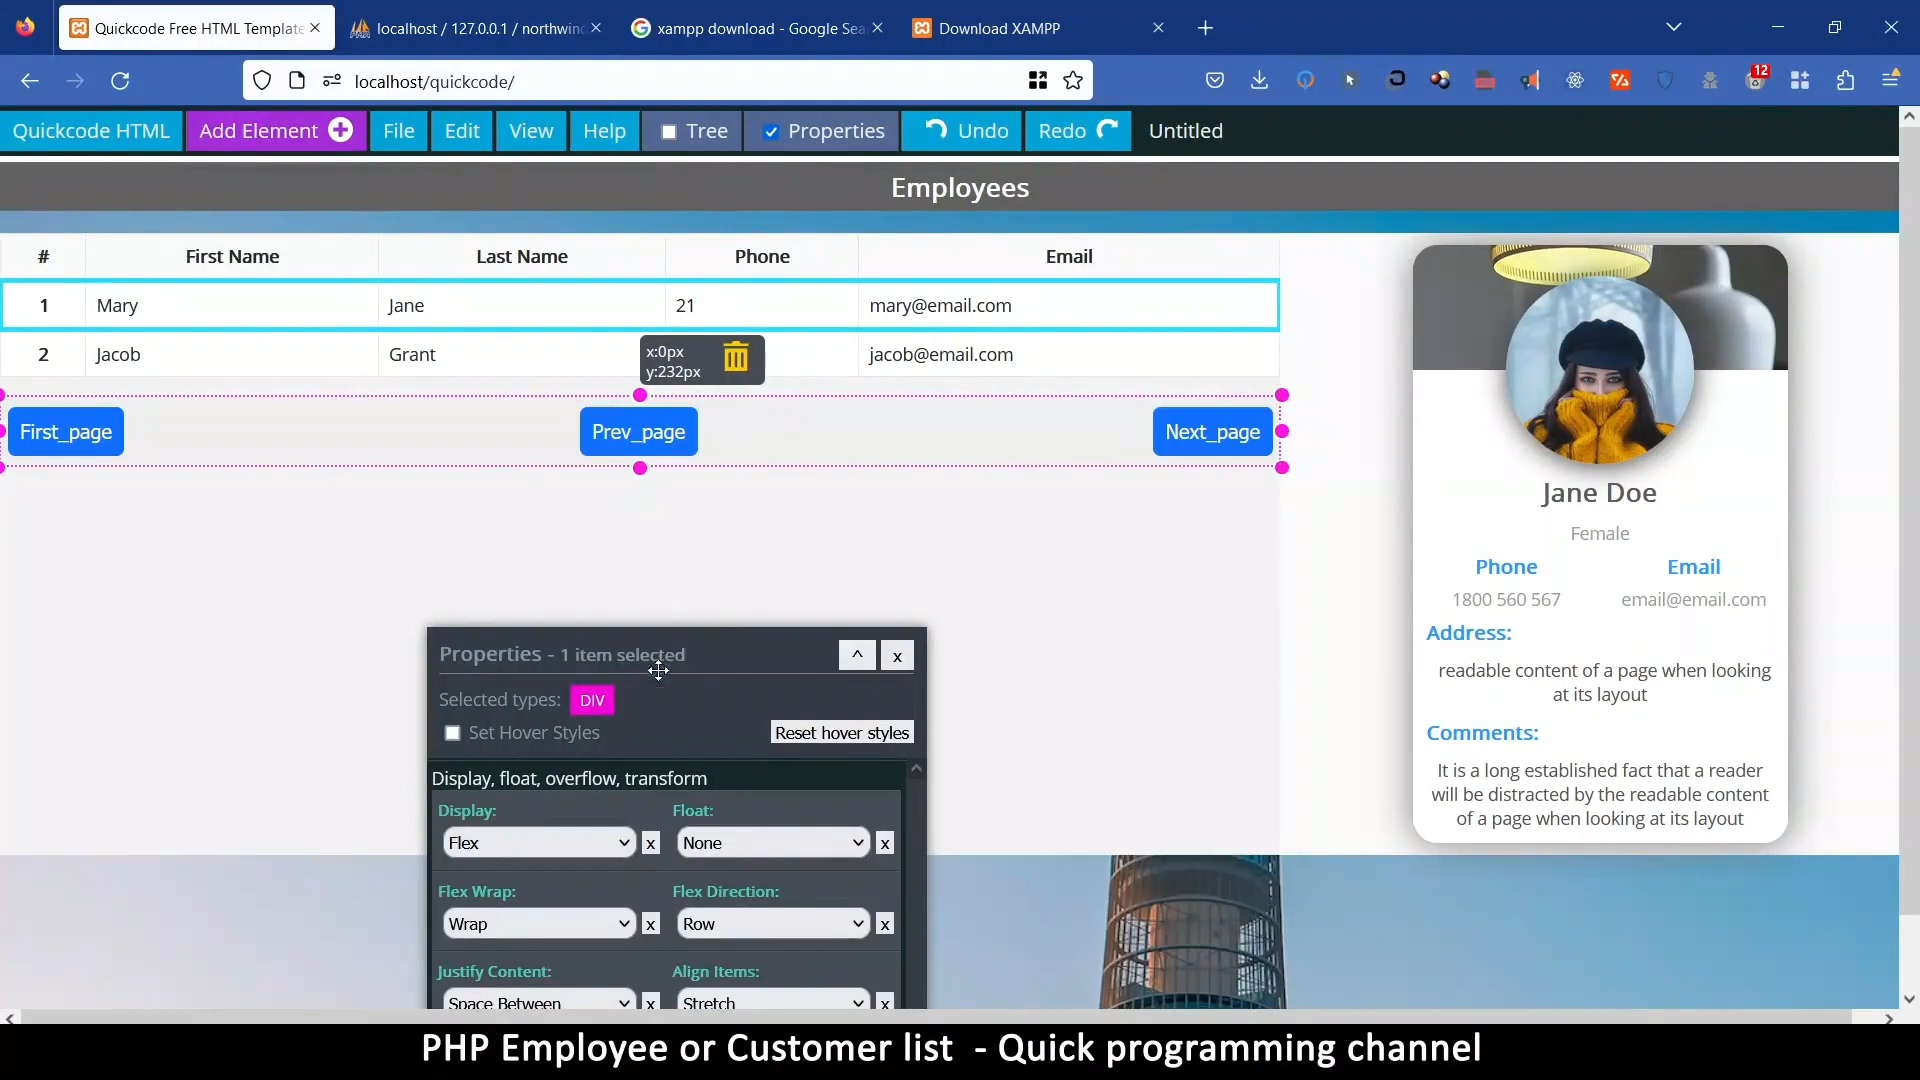 Quickcode Free HTML Template
localhost / 127.0.0.1 / northwin
xampp download - Google Sea
Download XAMPP
localhost/quickcode/
12
Quickcode HTML
Add Element
File
Edit
View
Help
Tree
Properties
Undo
Redo
Untitled
Employees
# First Name Last Name Phone Email
1 Mary Jane 21 mary@email.com
2 Jacob Grant jacob@email.com
x:0px
y:232px
First_page
Prev_page
Next_page
Jane Doe
Female
Phone Email
1800 560 567 email@email.com
Address:
readable content of a page when looking
at its layout
Comments:
It is a long established fact that a reader
will be distracted by the readable content
of a page when looking at its layout
Properties - 1 item selected
^ x
Selected types: DIV
Set Hover Styles
Reset hover styles
Display, float, overflow, transform
Display: Float:
Flex x None x
Flex Wrap: Flex Direction:
Wrap x Row x
Justify Content: Align Items:
Space Between x Stretch x
PHP Employee or Customer list - Quick programming channel